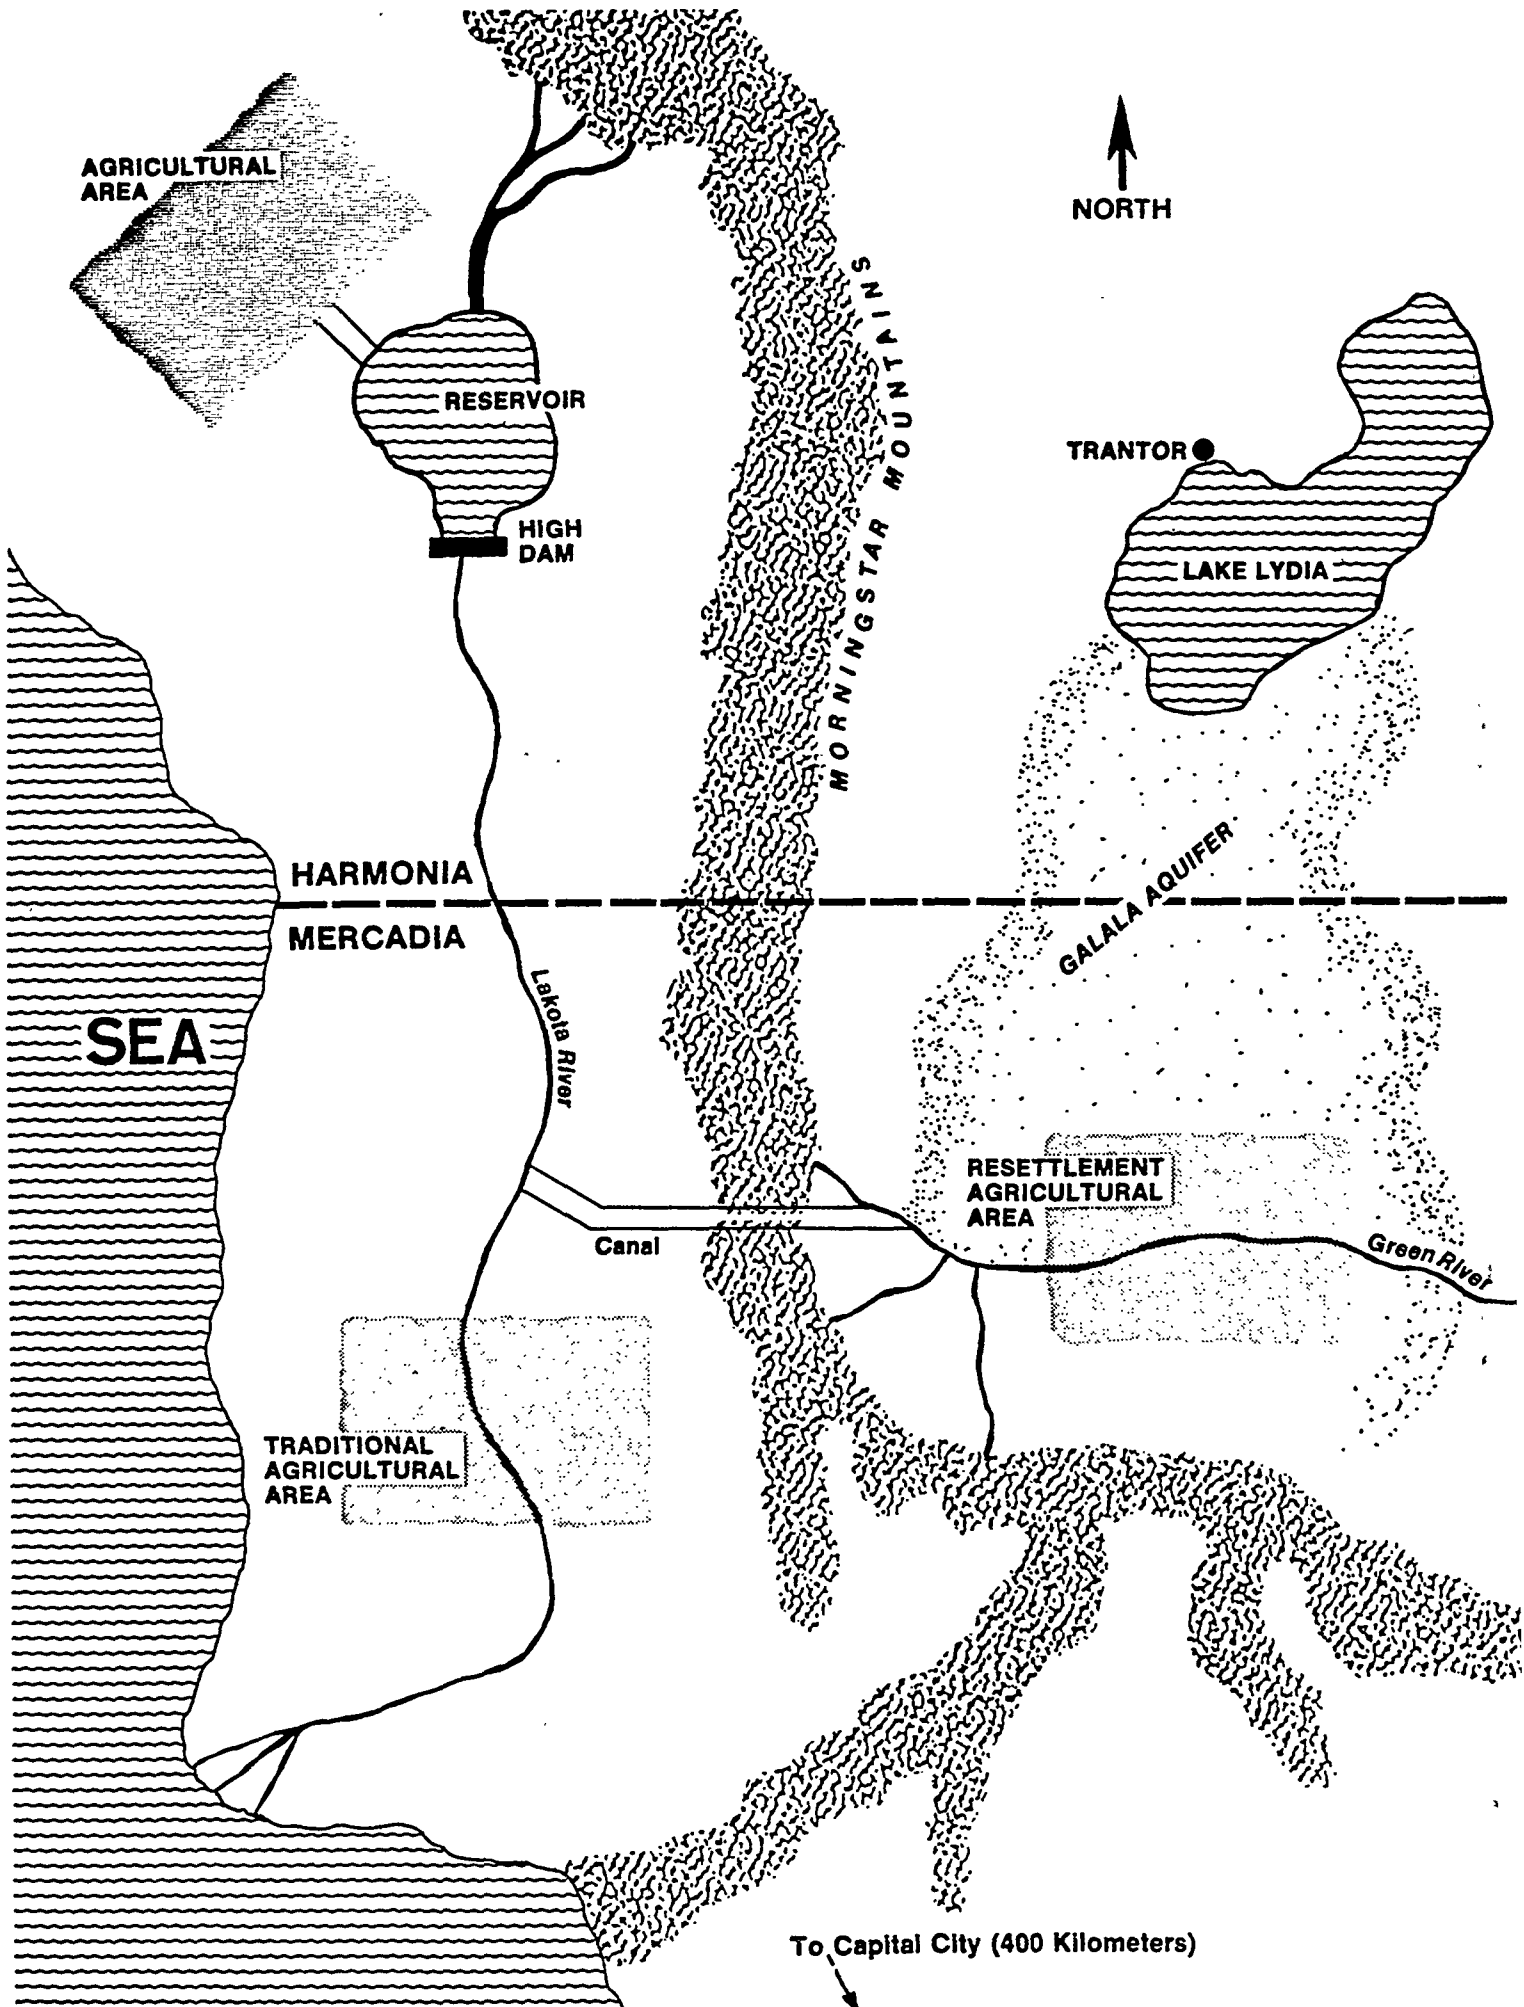 AGRICULTURAL
AREA
NORTH
MORNINGSTAR MOUNTAINS
RESERVOIR
TRANTOR
HIGH
DAM
LAKE LYDIA
GALALA AQUIFER
HARMONIA
MERCADIA
SEA
Lakota River
RESETTLEMENT
AGRICULTURAL
AREA
Canal
Green River
TRADITIONAL
AGRICULTURAL
AREA
To Capital City (400 Kilometers)